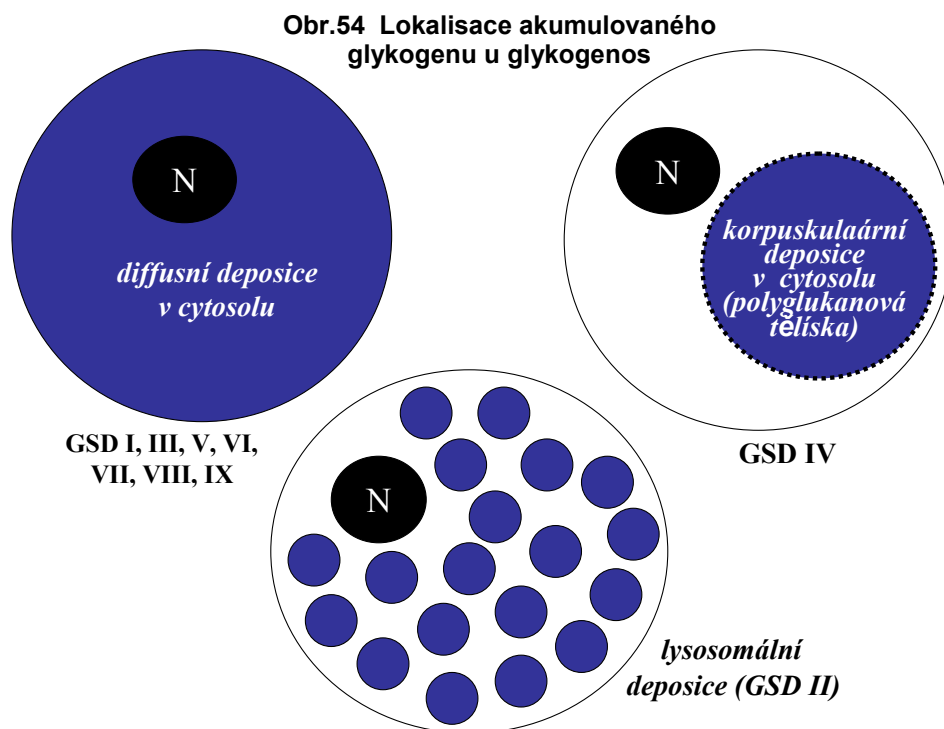 Obr.54 Lokalisace akumulovaného
glykogenu u glykogenos
N
diffusní deposice
v cytosolu
GSD I, III, V, VI,
VII, VIII, IX
N
korpuskulaární
deposice
v cytosolu
(polyglukanová
tělíska)
GSD IV
N
lysosomální
deposice (GSD II)